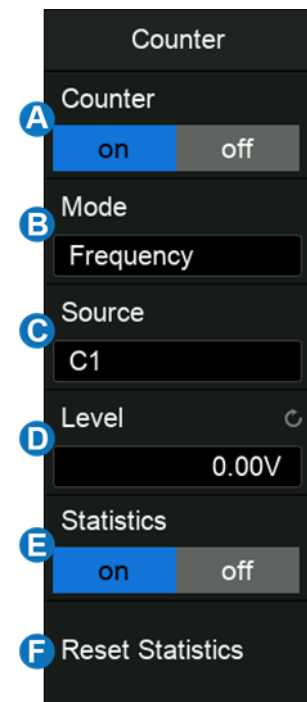 Counter
A
Counter
on off
B
Mode
Frequency
C
Source
C1
D
Level
0.00V
E
Statistics
on off
F
Reset Statistics